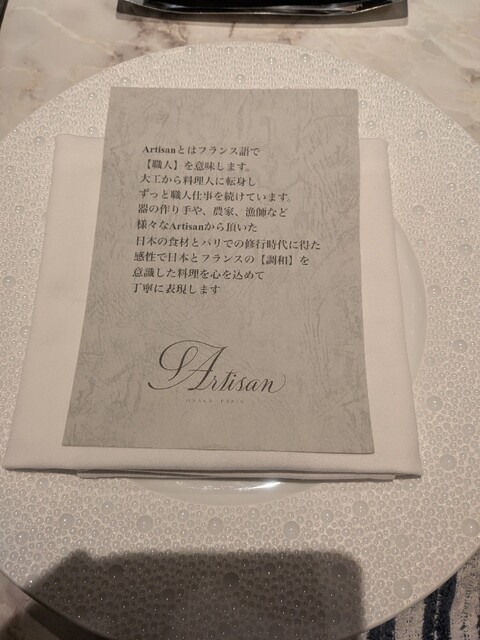 Artisanとはフランス語で
【職人】を意味します。
大工から料理人に転身し
ずっと職人仕事を続けています。
器の作り手や、農家、漁師など
様々なArtisanから頂いた
日本の食材とパリでの修行時代に得た
感性で日本とフランスの【調和】を
意識した料理を心を込めて
丁寧に表現します
L'Artisan
OSAKA PARIS